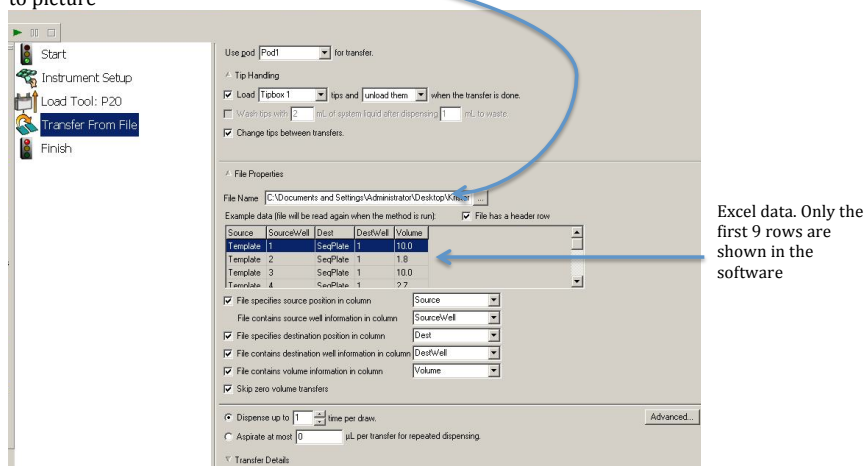 to picture
Start
Instrument Setup
Load Tool: P20
Transfer From File
Finish
Use pod Pod1 for transfer.
Tip Handling
Load Tipbox 1 tips and unload them when the transfer is done.
Wash tips with 2 mL of system liquid after dispensing 1 mL to waste.
Change tips between transfers.
File Properties
File Name C:\Documents and Settings\Administrator\Desktop\ ...
Example data (file will be read again when the method is run): File has a header row
Source SourceWell Dest DestWell Volume
Template 1 SeqPlate 1 10.0
Template 2 SeqPlate 1 1.8
Template 3 SeqPlate 1 10.0
Template 4 SeqPlate 1 2.7
File specifies source position in column Source
File contains source well information in column SourceWell
File specifies destination position in column Dest
File contains destination well information in column DestWell
File contains volume information in column Volume
Skip zero volume transfers
Dispense up to 1 time per draw. Advanced...
Aspirate at most 0 µL per transfer for repeated dispensing.
Transfer Details
Excel data. Only the
first 9 rows are
shown in the
software